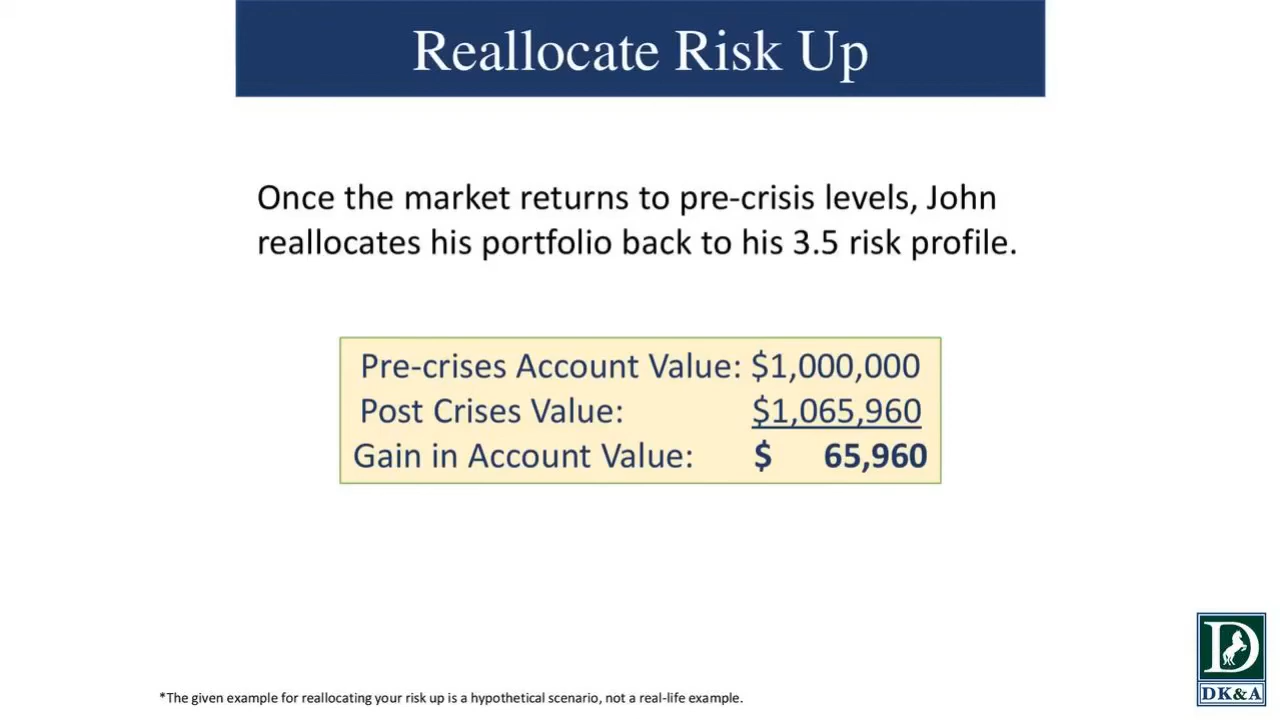 Reallocate Risk Up
Once the market returns to pre-crisis levels, John
reallocates his portfolio back to his 3.5 risk profile.
Pre-crises Account Value: $1,000,000
Post Crises Value: $1,065,960
Gain in Account Value: $ 65,960
D
DK&A
*The given example for reallocating your risk up is a hypothetical scenario, not a real-life example.